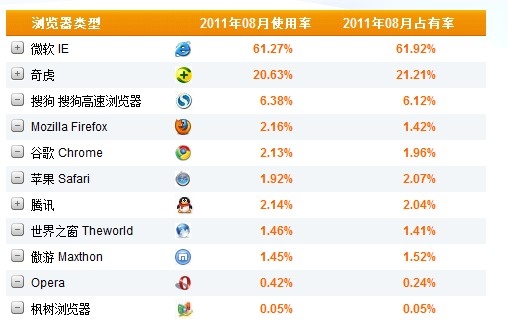 浏览器类型 2011年08月使用率 2011年08月占有率
微软 IE 61.27% 61.92%
奇虎 20.63% 21.21%
搜狗 搜狗高速浏览器 6.38% 6.12%
Mozilla Firefox 2.16% 1.42%
谷歌 Chrome 2.13% 1.96%
苹果 Safari 1.92% 2.07%
腾讯 2.14% 2.04%
世界之窗 Theworld 1.46% 1.41%
傲游 Maxthon 1.45% 1.52%
Opera 0.42% 0.24%
枫树浏览器 0.05% 0.05%